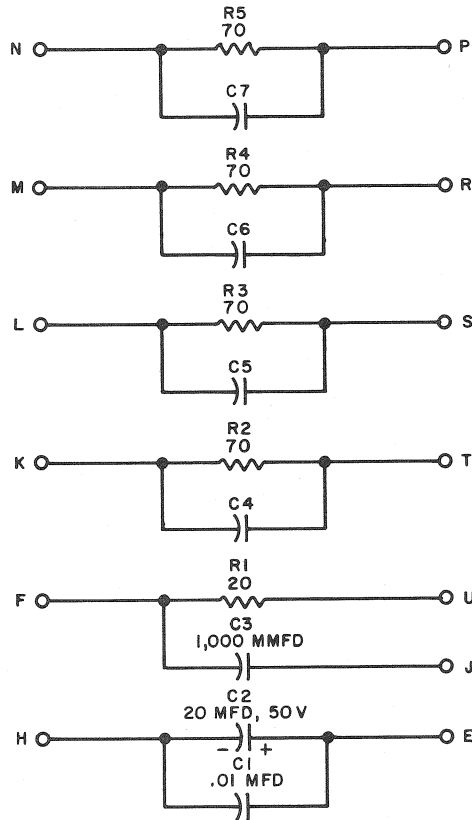 R5
70
N
P
C7
R4
70
M
R
C6
R3
70
L
S
C5
R2
70
K
T
C4
R1
20
F
U
C3
1,000 MMFD
J
C2
20 MFD, 50V
H
E
- +
C1
.01 MFD